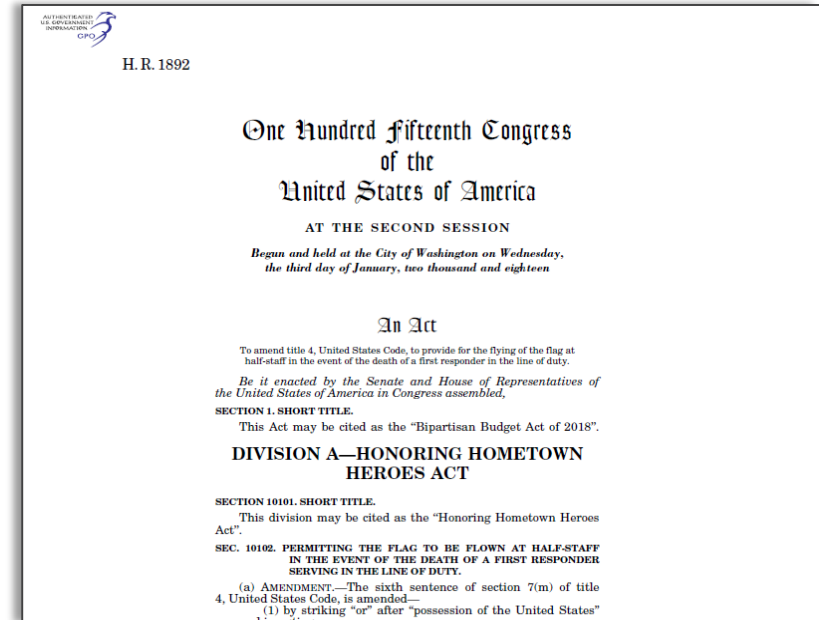 AUTHENTICATED
U.S. GOVERNMENT
INFORMATION
GPO
H. R. 1892
One Hundred Fifteenth Congress
of the
United States of America
AT THE SECOND SESSION
Begun and held at the City of Washington on Wednesday,
the third day of January, two thousand and eighteen
An Act
To amend title 4, United States Code, to provide for the flying of the flag at
half-staff in the event of the death of a first responder in the line of duty.
Be it enacted by the Senate and House of Representatives of
the United States of America in Congress assembled,
SECTION 1. SHORT TITLE.
This Act may be cited as the “Bipartisan Budget Act of 2018”.
DIVISION A—HONORING HOMETOWN
HEROES ACT
SECTION 10101. SHORT TITLE.
This division may be cited as the “Honoring Hometown Heroes
Act”.
SEC. 10102. PERMITTING THE FLAG TO BE FLOWN AT HALF-STAFF
IN THE EVENT OF THE DEATH OF A FIRST RESPONDER
SERVING IN THE LINE OF DUTY.
(a) AMENDMENT.—The sixth sentence of section 7(m) of title
4, United States Code, is amended—
(1) by striking “or” after “possession of the United States”